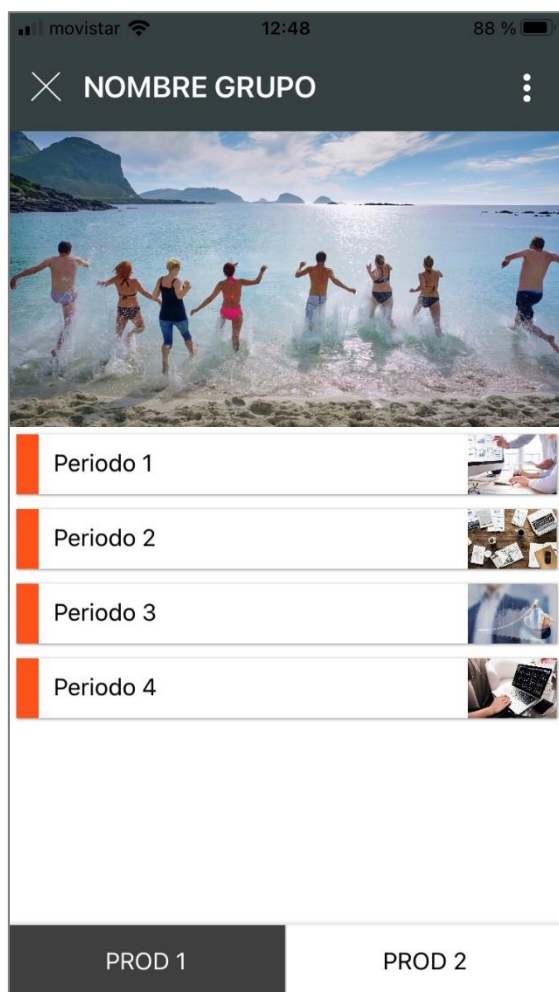 movistar 12:48 88 %
NOMBRE GRUPO
Periodo 1
Periodo 2
Periodo 3
Periodo 4
PROD 1 PROD 2